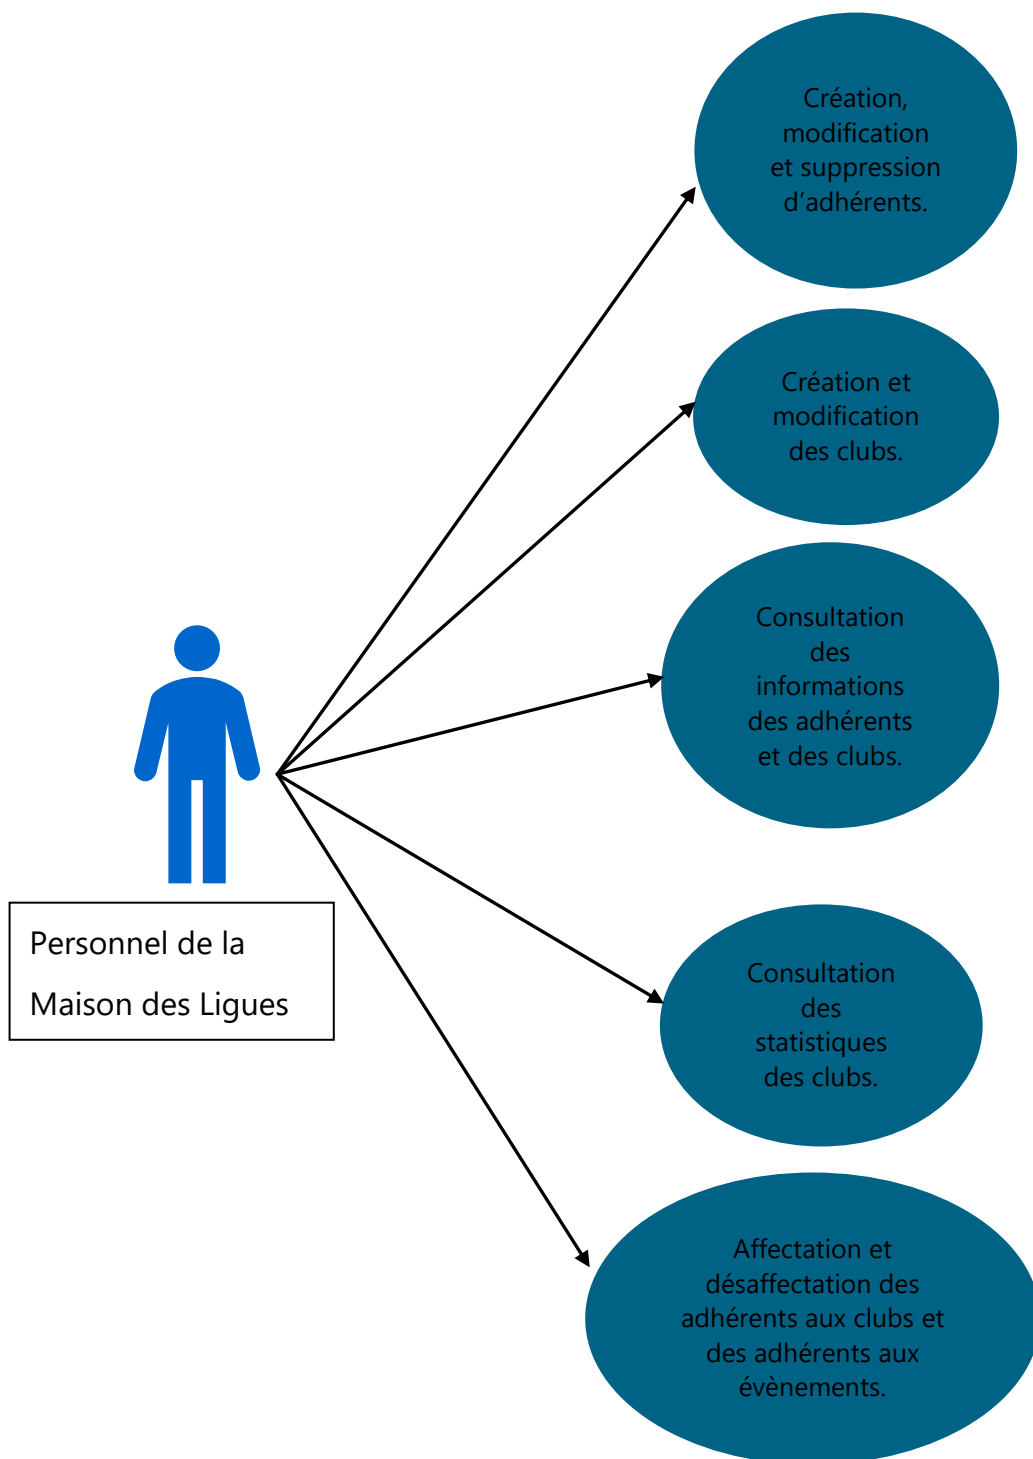 Création,
modification
et suppression
d’adhérents.
Création et
modification
des clubs.
Consultation
des
informations
des adhérents
et des clubs.
Personnel de la
Maison des Ligues
Consultation
des
statistiques
des clubs.
Affectation et
désaffectation des
adhérents aux clubs et
des adhérents aux
évènements.